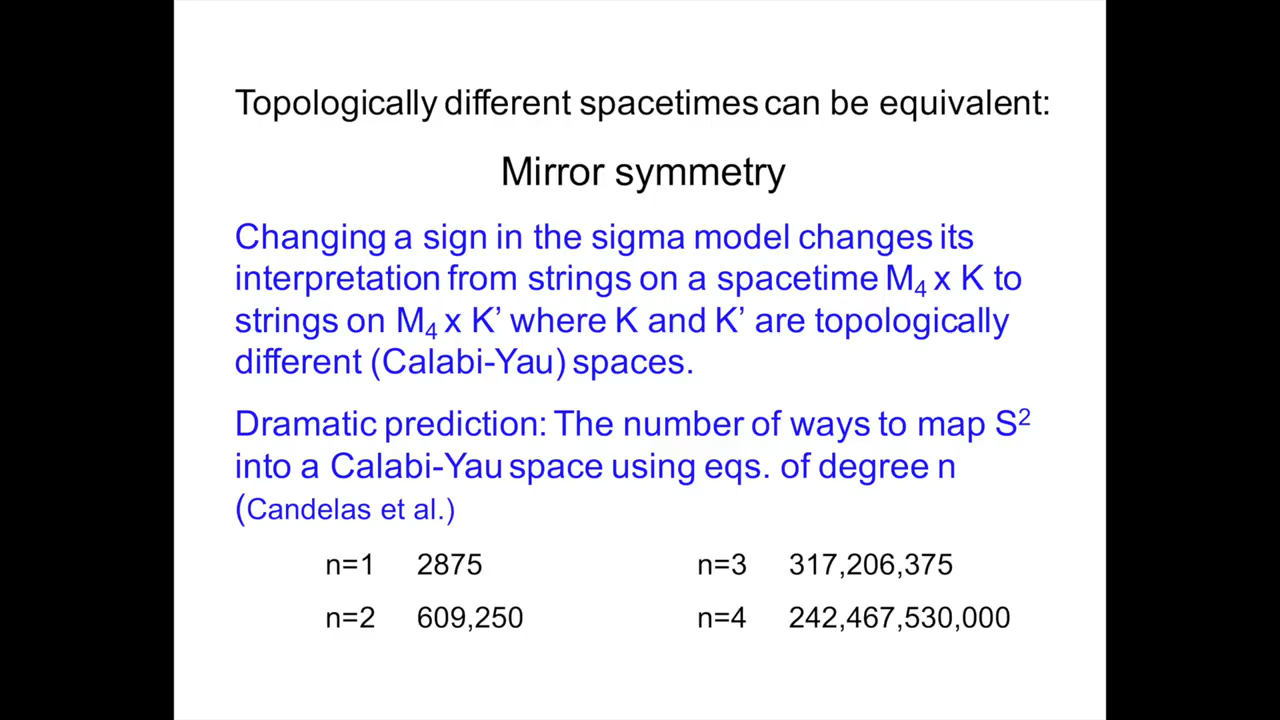 Topologically different spacetimes can be equivalent:
Mirror symmetry
Changing a sign in the sigma model changes its
interpretation from strings on a spacetime M₄ x K to
strings on M₄ x K’ where K and K’ are topologically
different (Calabi-Yau) spaces.
Dramatic prediction: The number of ways to map S²
into a Calabi-Yau space using eqs. of degree n
(Candelas et al.)
n=1 2875 n=3 317,206,375
n=2 609,250 n=4 242,467,530,000